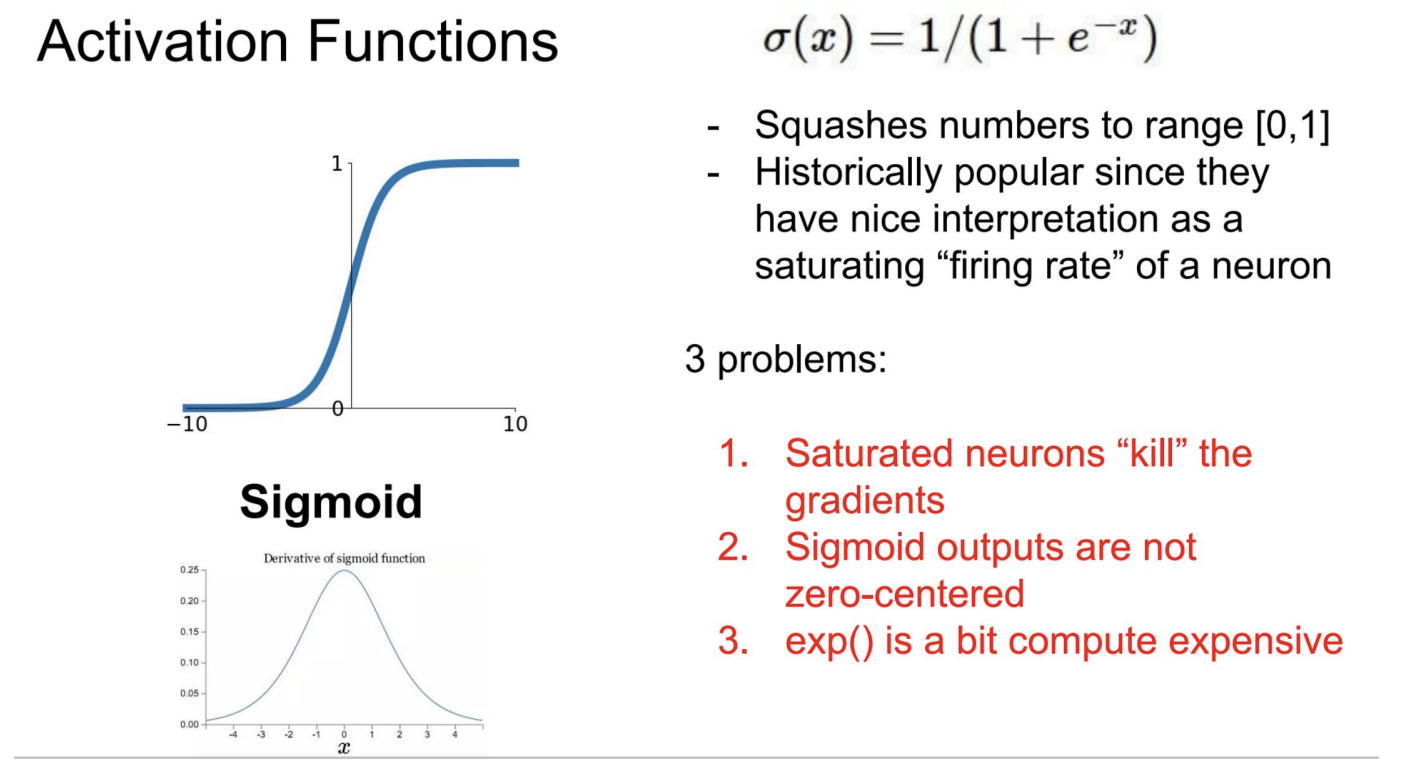 Activation Functions
σ(x) = 1/(1 + e⁻ˣ)
- Squashes numbers to range [0,1]
- Historically popular since they
have nice interpretation as a
saturating “firing rate” of a neuron
1
0
−10
10
Sigmoid
3 problems:
1. Saturated neurons “kill” the
gradients
2. Sigmoid outputs are not
zero-centered
3. exp() is a bit compute expensive
Derivative of sigmoid function
0.25
0.20
0.15
0.10
0.05
0.00
-4 -3 -2 -1 0 1 2 3 4
x